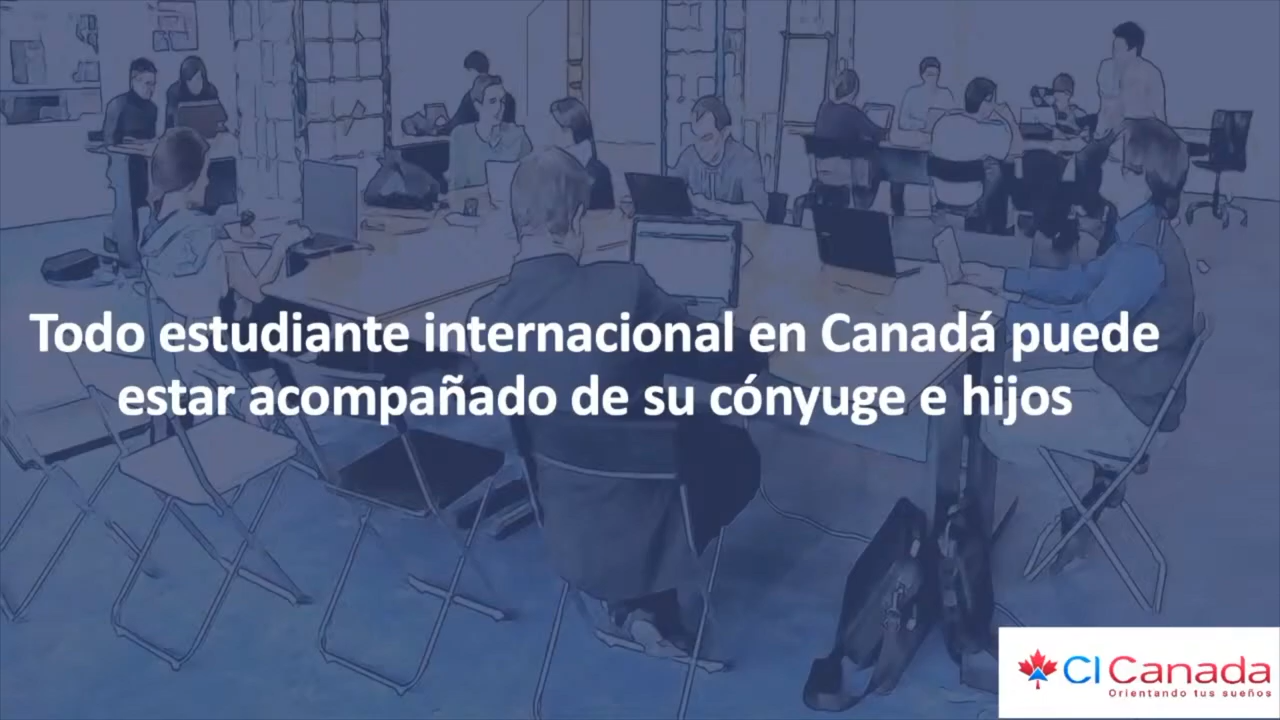 Todo estudiante internacional en Canadá puede
estar acompañado de su cónyuge e hijos
CI Canada
Orientando tus sueños